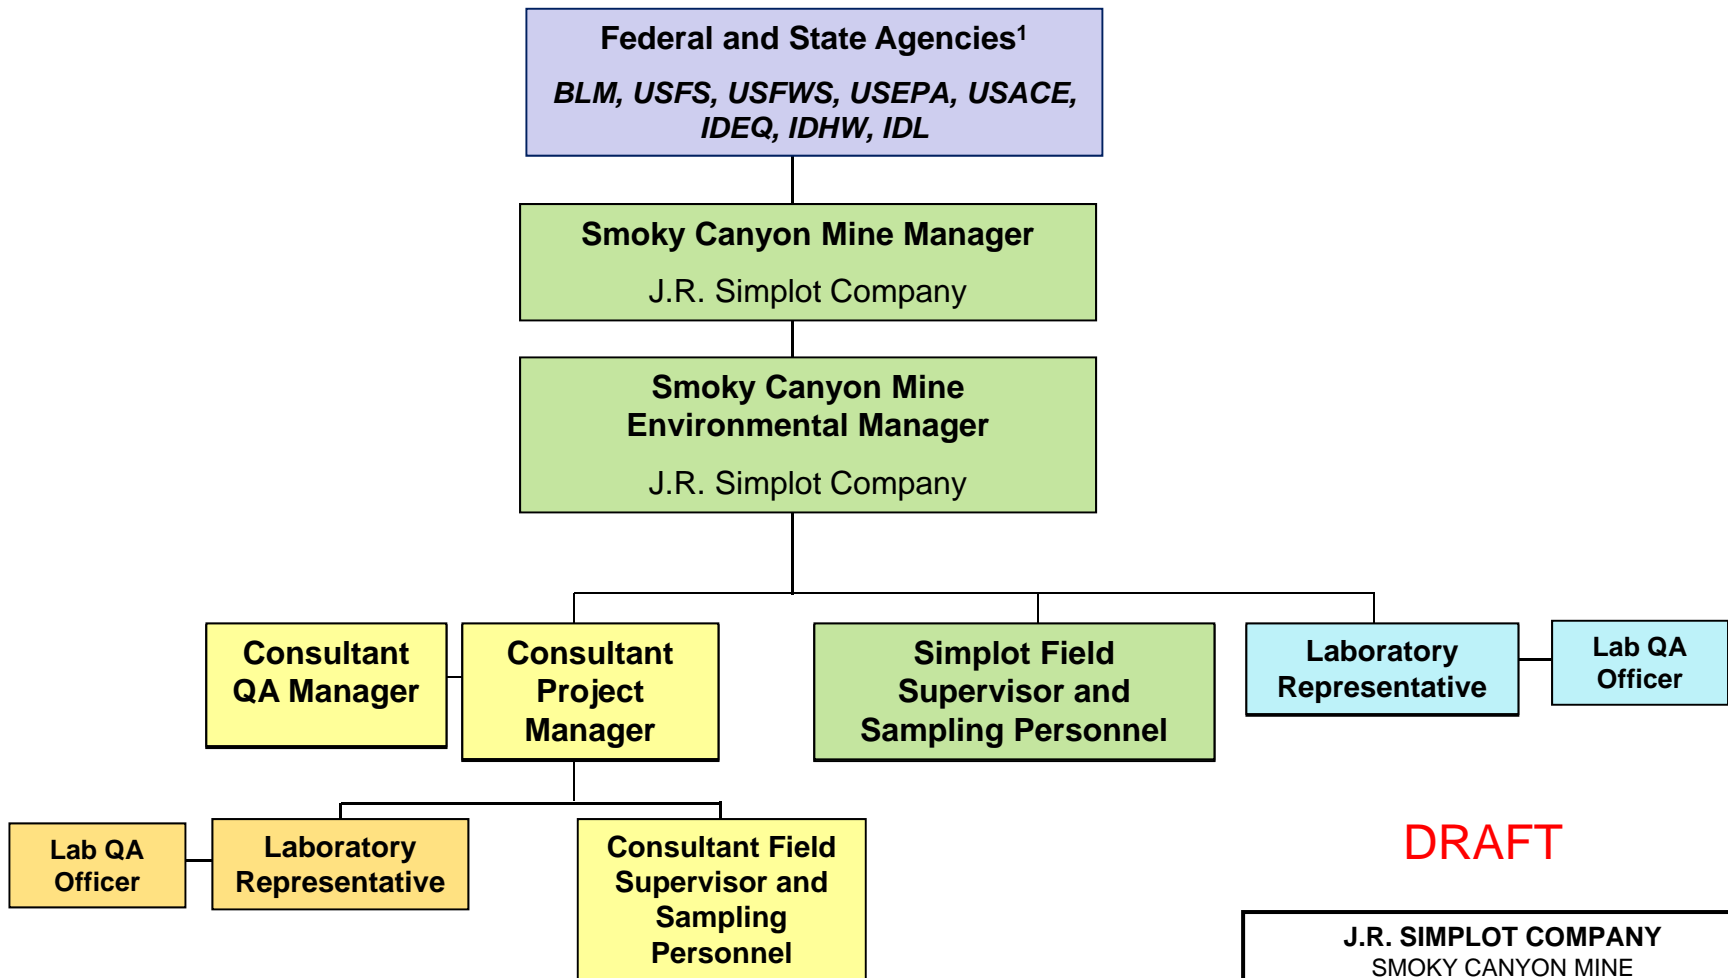 Federal and State Agencies¹
BLM, USFS, USFWS, USEPA, USACE,
IDEQ, IDHW, IDL
Smoky Canyon Mine Manager
J.R. Simplot Company
Smoky Canyon Mine
Environmental Manager
J.R. Simplot Company
Consultant
QA Manager
Consultant
Project
Manager
Simplot Field
Supervisor and
Sampling Personnel
Laboratory
Representative
Lab QA
Officer
Lab QA
Officer
Laboratory
Representative
Consultant Field
Supervisor and
Sampling
Personnel
DRAFT
J.R. SIMPLOT COMPANY
SMOKY CANYON MINE